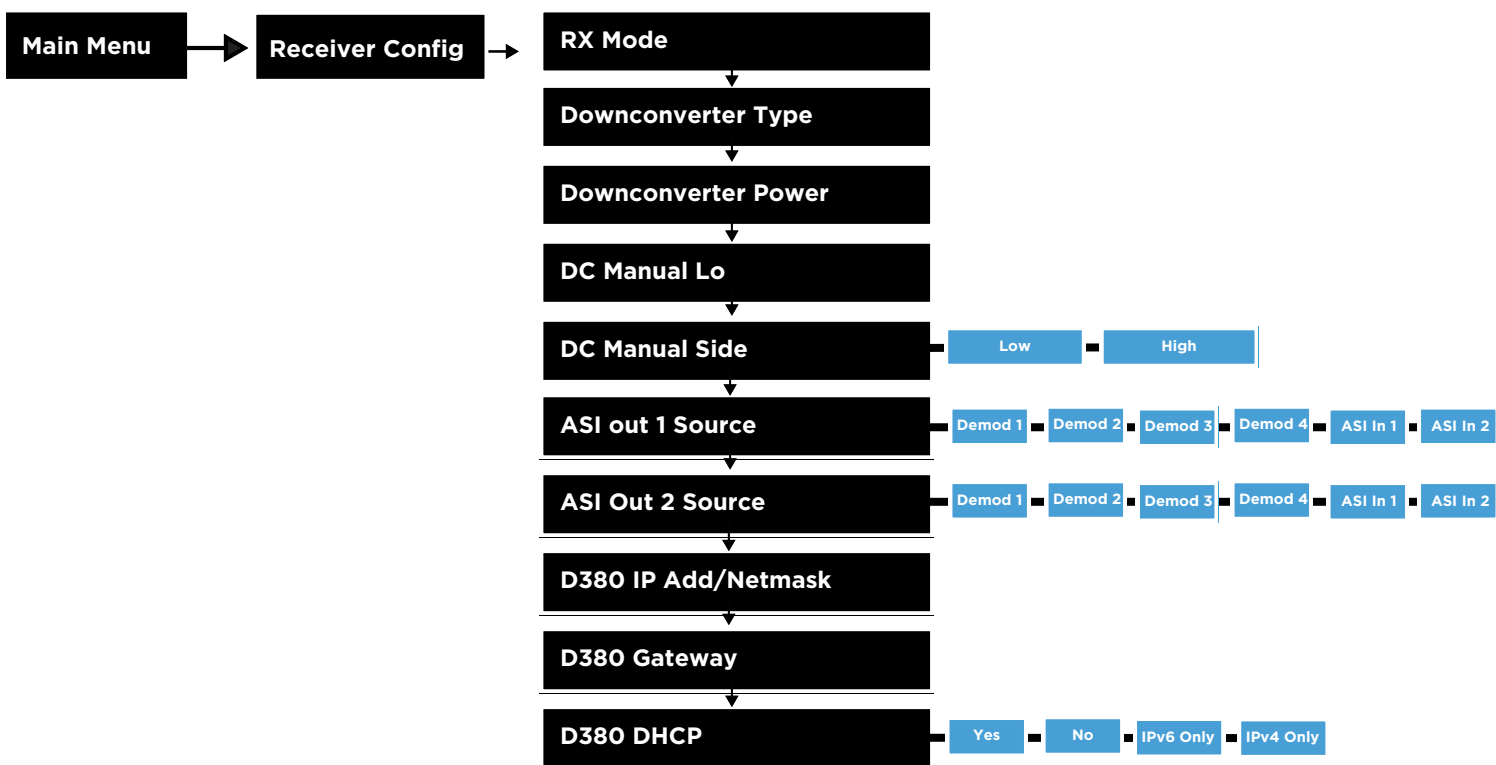 Main Menu
Receiver Config
RX Mode
Downconverter Type
Downconverter Power
DC Manual Lo
DC Manual Side
Low
High
ASI out 1 Source
Demod 1
Demod 2
Demod 3
Demod 4
ASI In 1
ASI In 2
ASI Out 2 Source
Demod 1
Demod 2
Demod 3
Demod 4
ASI In 1
ASI In 2
D380 IP Add/Netmask
D380 Gateway
D380 DHCP
Yes
No
IPv6 Only
IPv4 Only